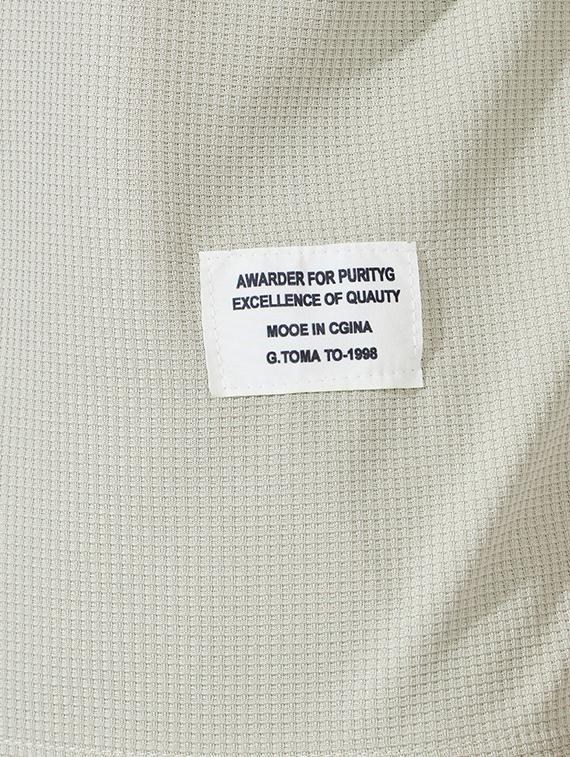 AWARDER FOR PURITYG
EXCELLENCE OF QUAUTY
MOOE IN CGINA
G.TOMA TO-1998